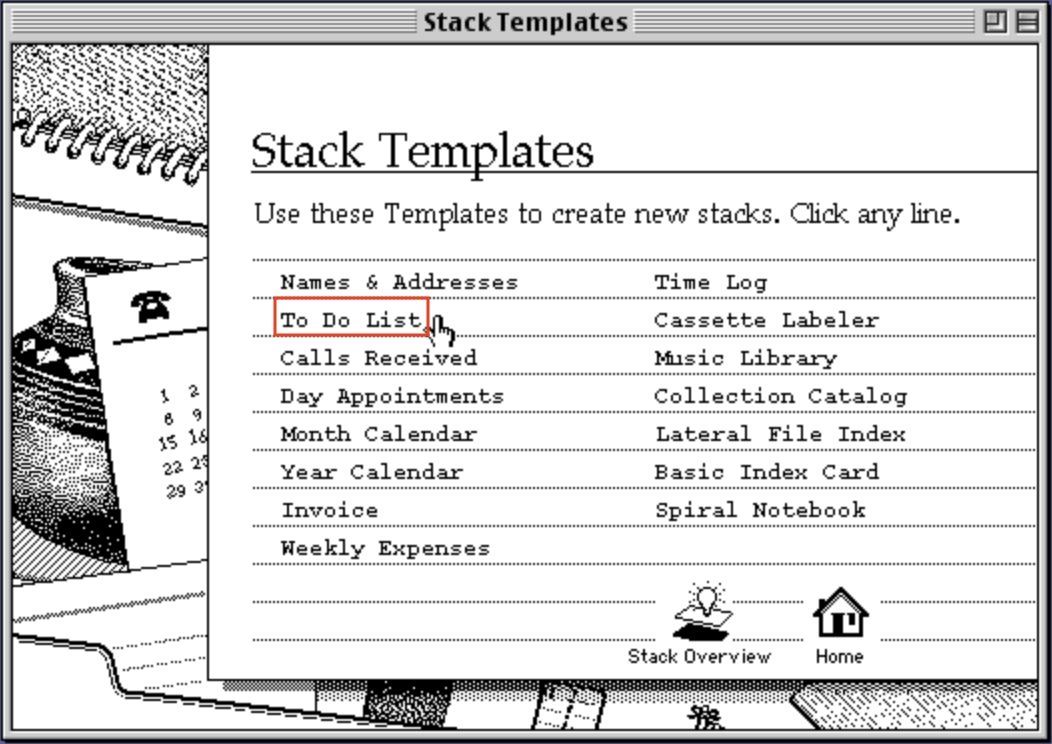 Stack Templates
Stack Templates
Use these Templates to create new stacks. Click any line.
Names & Addresses
To Do List
Calls Received
Day Appointments
Month Calendar
Year Calendar
Invoice
Weekly Expenses
Time Log
Cassette Labeler
Music Library
Collection Catalog
Lateral File Index
Basic Index Card
Spiral Notebook
Stack Overview
Home
1 2
8 9
15 16
22 23
29